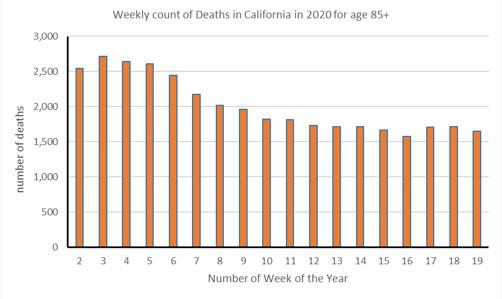 Weekly count of Deaths in California in 2020 for age 85+
3,000
2,500
2,000
1,500
1,000
500
0
number of deaths
2 3 4 5 6 7 8 9 10 11 12 13 14 15 16 17 18 19
Number of Week of the Year